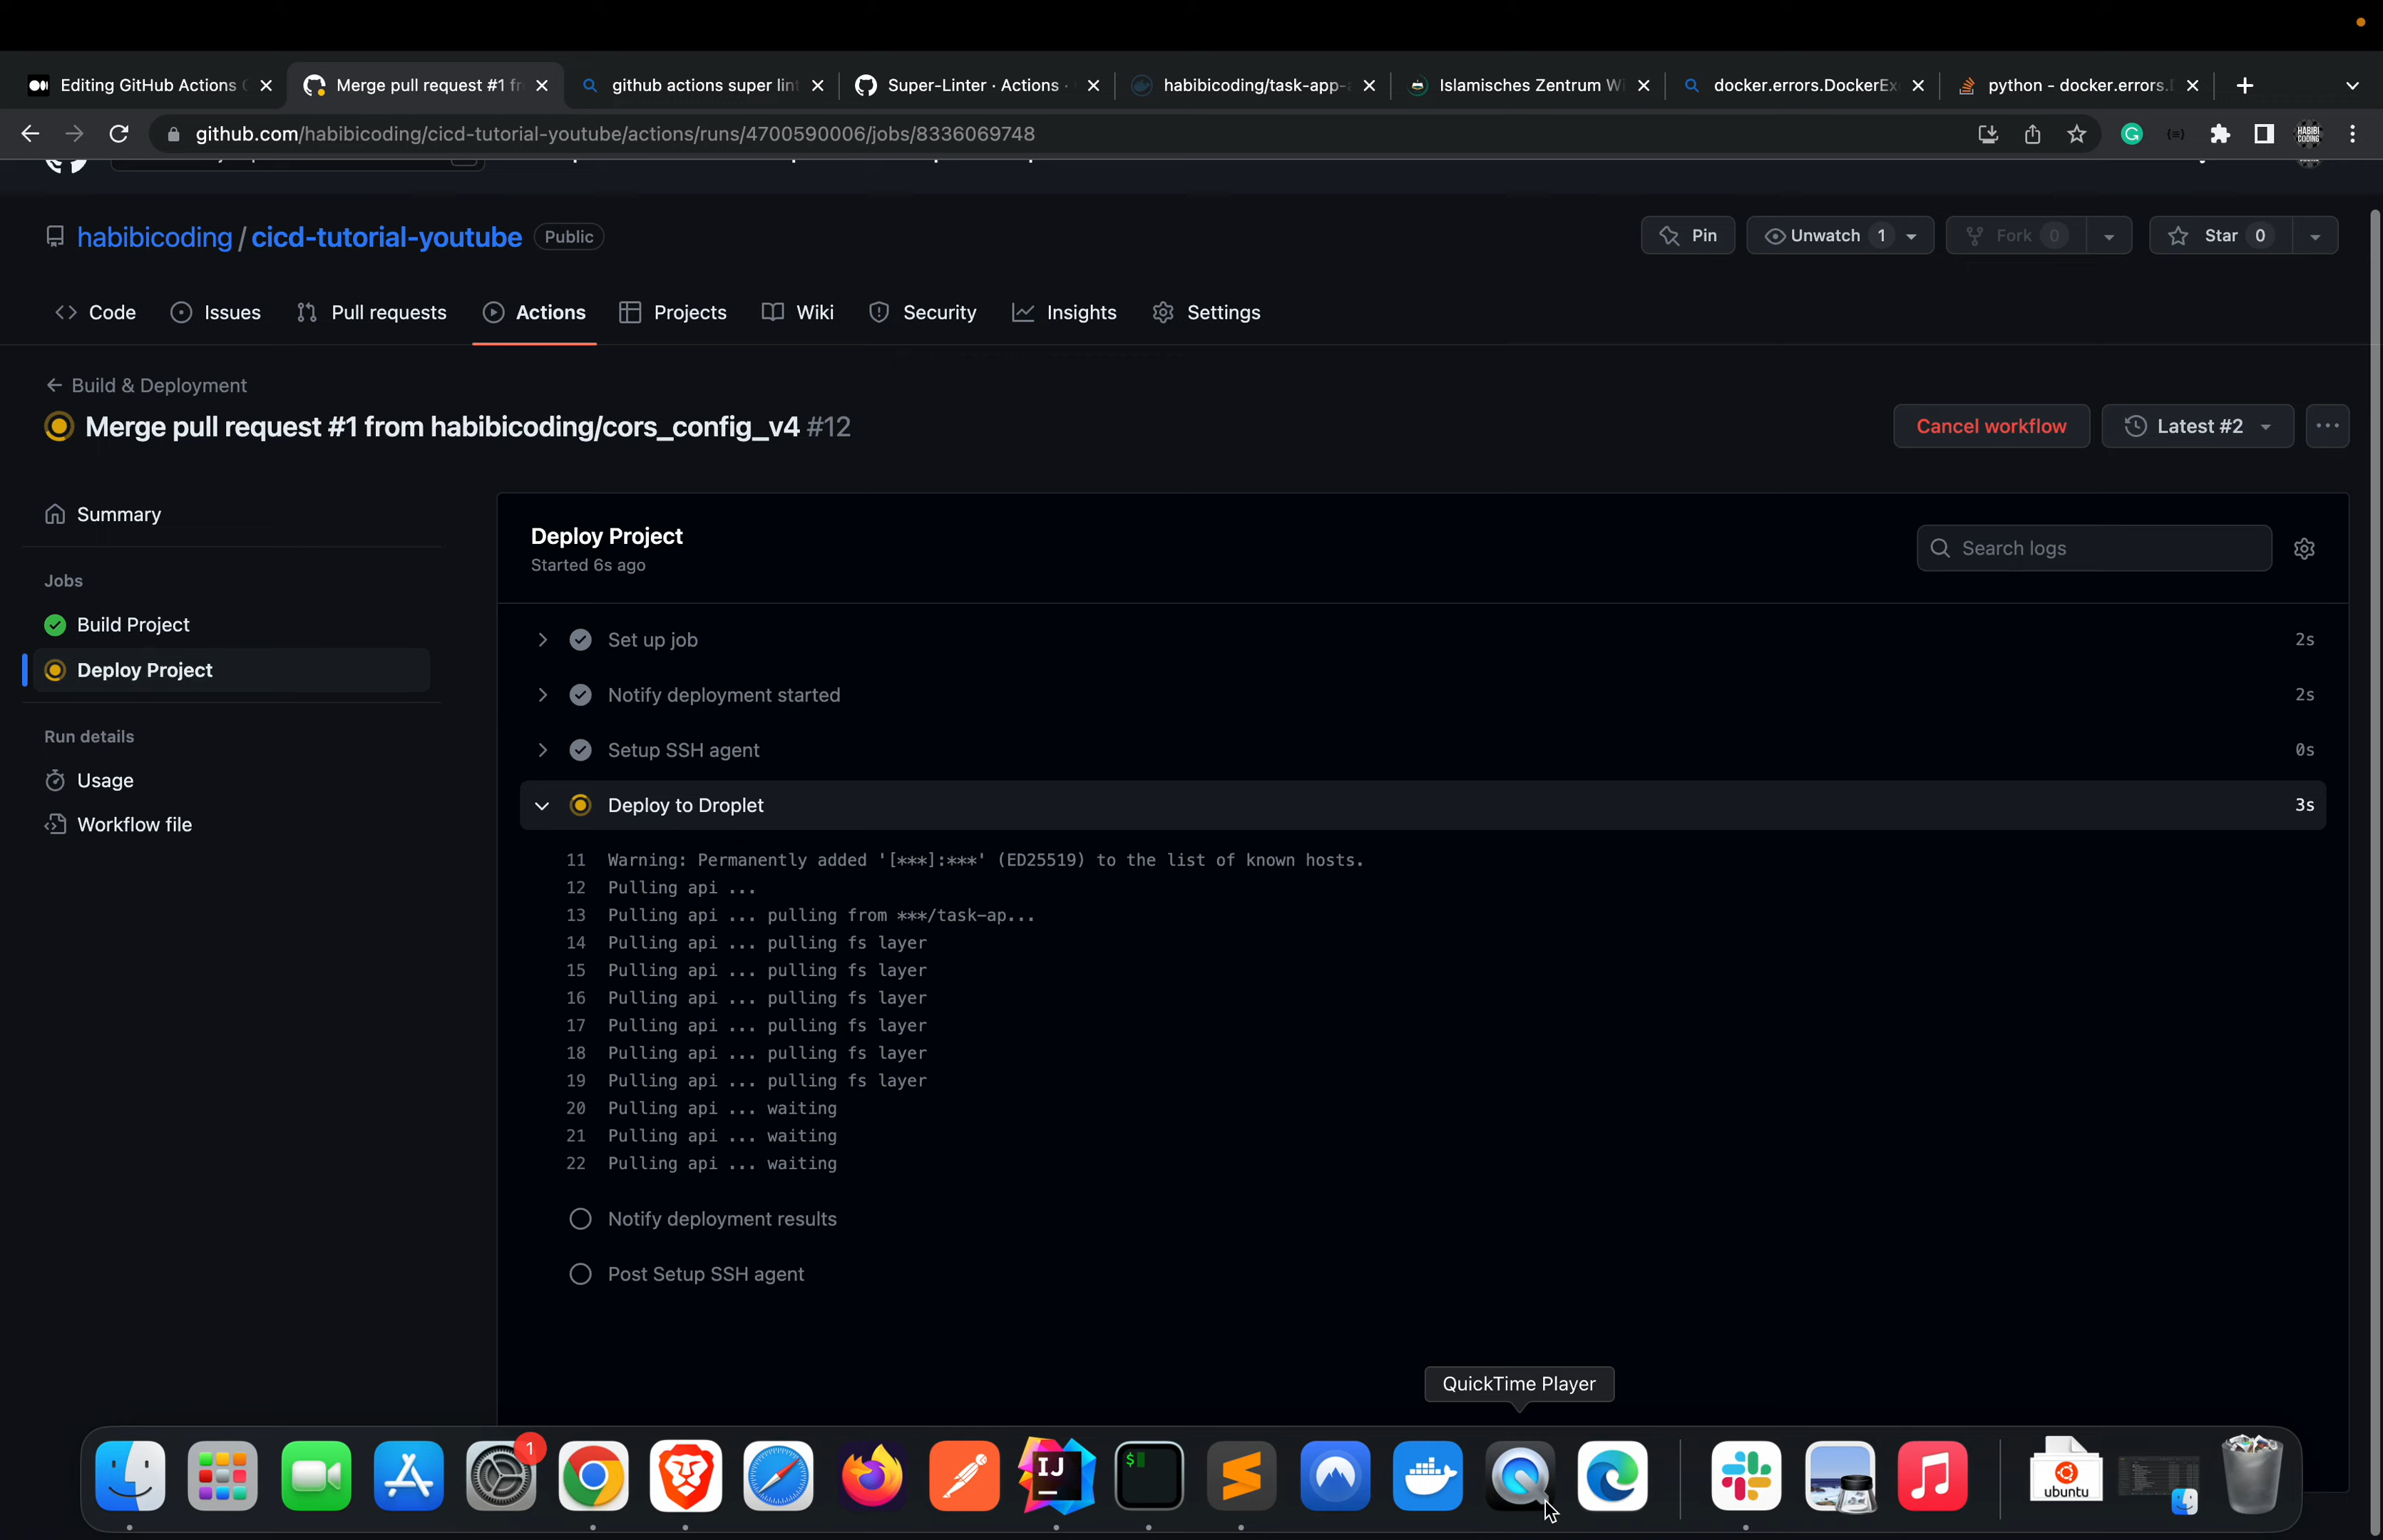 Editing GitHub Actions
Merge pull request #1 fr
github actions super lint
Super-Linter · Actions ·
habibicoding/task-app-
Islamisches Zentrum Wi
docker.errors.DockerEx
python - docker.errors.
github.com/habibicoding/cicd-tutorial-youtube/actions/runs/4700590006/jobs/8336069748
HABIBI
CODING
habibicoding / cicd-tutorial-youtube Public
Pin
Unwatch 1
Fork 0
Star 0
Code
Issues
Pull requests
Actions
Projects
Wiki
Security
Insights
Settings
Build & Deployment
Merge pull request #1 from habibicoding/cors_config_v4 #12
Cancel workflow
Latest #2
Summary
Jobs
Build Project
Deploy Project
Run details
Usage
Workflow file
Deploy Project
Started 6s ago
Search logs
Set up job 2s
Notify deployment started 2s
Setup SSH agent 0s
Deploy to Droplet 3s
11 Warning: Permanently added '[***]:***' (ED25519) to the list of known hosts.
12 Pulling api ...
13 Pulling api ... pulling from ***/task-ap...
14 Pulling api ... pulling fs layer
15 Pulling api ... pulling fs layer
16 Pulling api ... pulling fs layer
17 Pulling api ... pulling fs layer
18 Pulling api ... pulling fs layer
19 Pulling api ... pulling fs layer
20 Pulling api ... waiting
21 Pulling api ... waiting
22 Pulling api ... waiting
Notify deployment results
Post Setup SSH agent
QuickTime Player
1
IJ
$
ubuntu